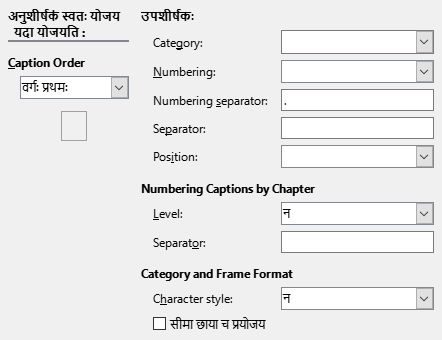 अनुशीर्षकं स्वतः योजय
यदा योजयति :
Caption Order
वर्गः प्रथमः
उपशीर्षकः
Category:
Numbering:
Numbering separator: .
Separator:
Position:
Numbering Captions by Chapter
Level: न
Separator:
Category and Frame Format
Character style: न
सीमा छाया च प्रयोजय